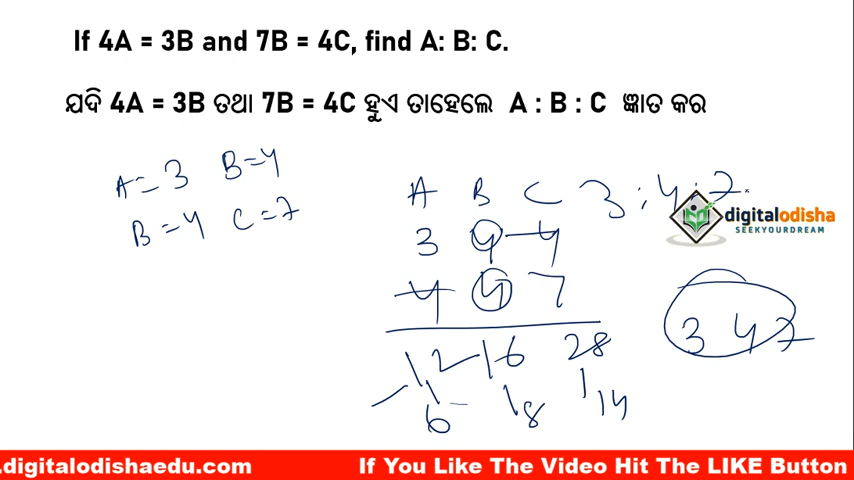 If 4A = 3B and 7B = 4C, find A: B: C.
ଯଦି 4A = 3B ତଥା 7B = 4C ହୁଏ ତାହେଲେ A : B : C ଜ୍ଞାତ କର
A = 3 B = 4
B = 4 C = 7
A B C 3 : 4 : 7
digitalodisha
SEEKYOURDREAM
3 4 4
4 4 7
3 4 7
12 16 28
6 8 14
.digitalodishaedu.com If You Like The Video Hit The LIKE Button